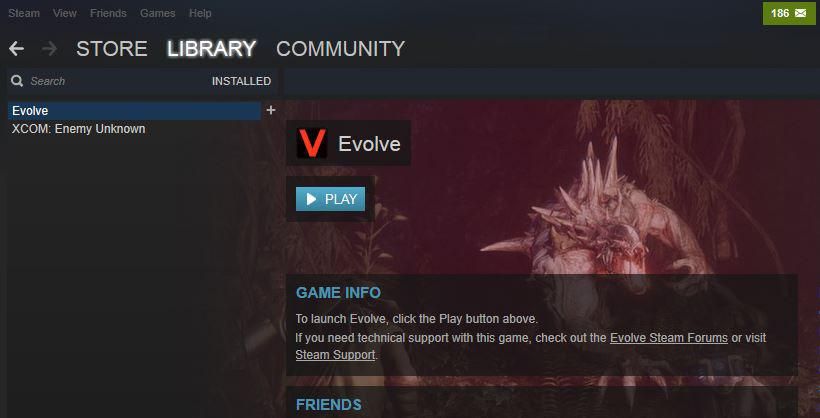 Steam View Friends Games Help
186
STORE LIBRARY COMMUNITY
Search INSTALLED
Evolve +
XCOM: Enemy Unknown
Evolve
PLAY
GAME INFO
To launch Evolve, click the Play button above.
If you need technical support with this game, check out the Evolve Steam Forums or visit
Steam Support.
FRIENDS